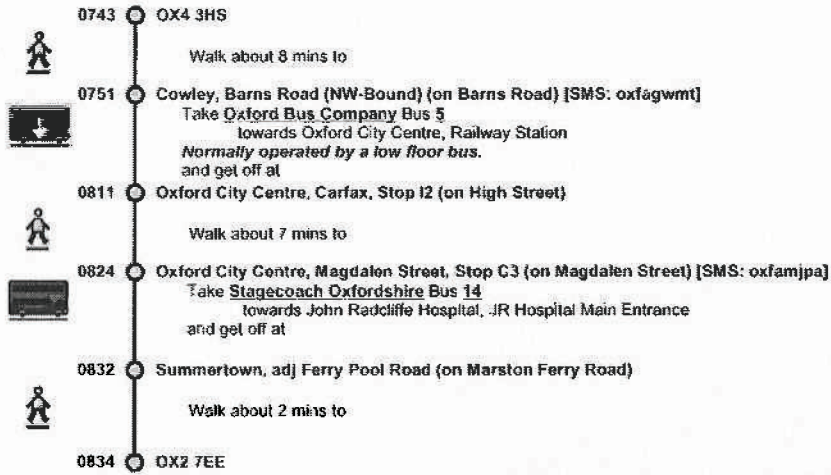 0743 OX4 3HS
Walk about 8 mins to
0751 Cowley, Barns Road (NW-Bound) (on Barns Road) [SMS: oxfagwmt]
Take Oxford Bus Company Bus 5
towards Oxford City Centre, Railway Station
Normally operated by a low floor bus.
and get off at
0811 Oxford City Centre, Carfax, Stop I2 (on High Street)
Walk about 7 mins to
0824 Oxford City Centre, Magdalen Street, Stop C3 (on Magdalen Street) [SMS: oxfamjpa]
Take Stagecoach Oxfordshire Bus 14
towards John Radcliffe Hospital, JR Hospital Main Entrance
and get off at
0832 Summertown, adj Ferry Pool Road (on Marston Ferry Road)
Walk about 2 mins to
0834 OX2 7EE